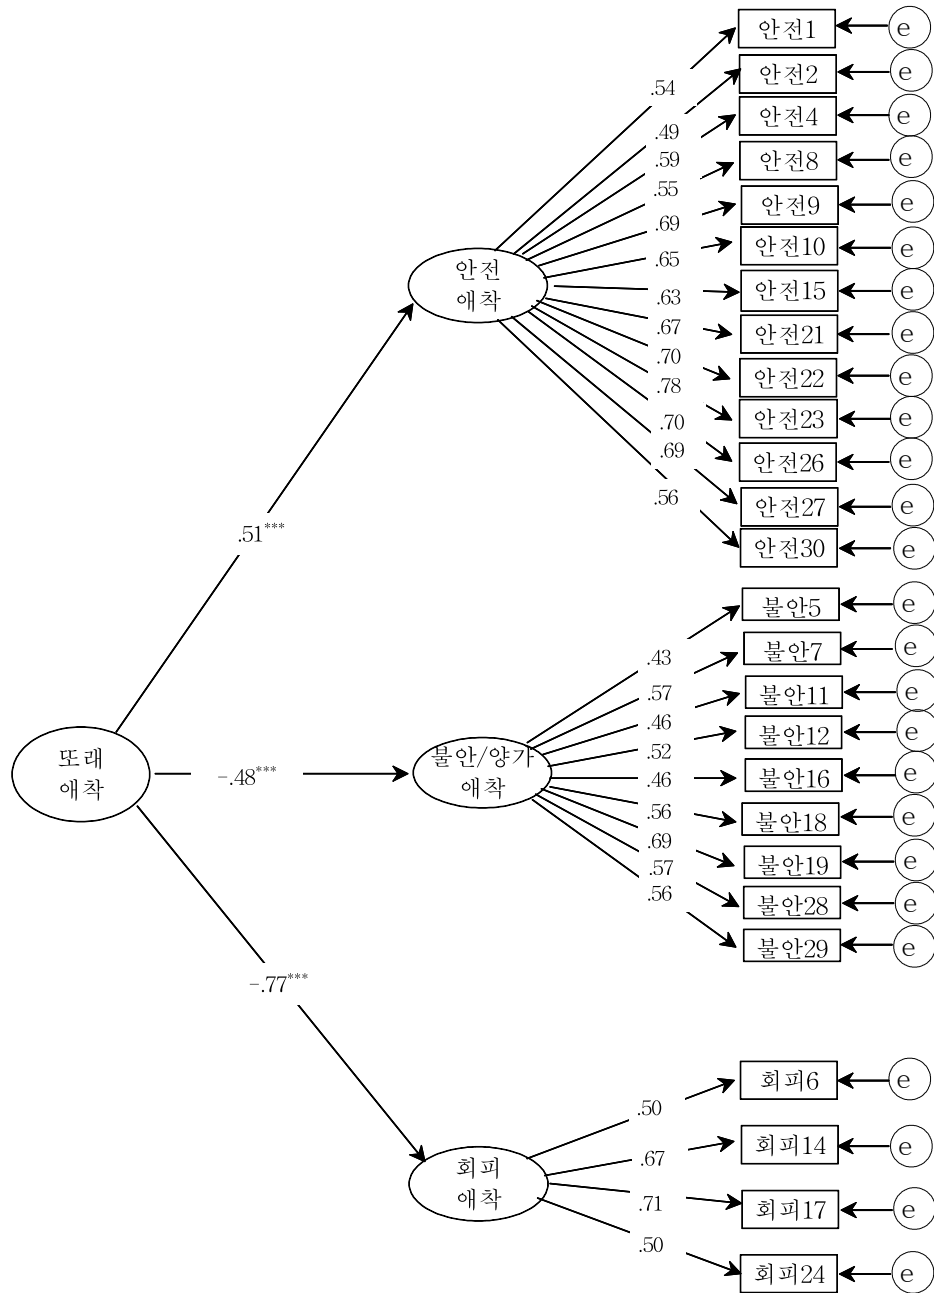 안전1
e
.54
안전2
e
.49
안전4
e
.59
안전8
e
.55
안전9
e
.69
안전10
e
.65
안전15
e
.63
안전21
e
.67
안전22
e
.70
안전23
e
.78
안전26
e
.70
안전27
e
.69
안전30
e
.56
안전
애착
.51***
불안5
e
.43
불안7
e
.57
불안11
e
.46
불안12
e
.52
불안16
e
.46
불안18
e
.56
불안19
e
.69
불안28
e
.57
불안29
e
.56
또래
애착
-.48***
불안/양가
애착
-.77***
회피6
e
.50
회피14
e
.67
회피17
e
.71
회피24
e
.50
회피
애착